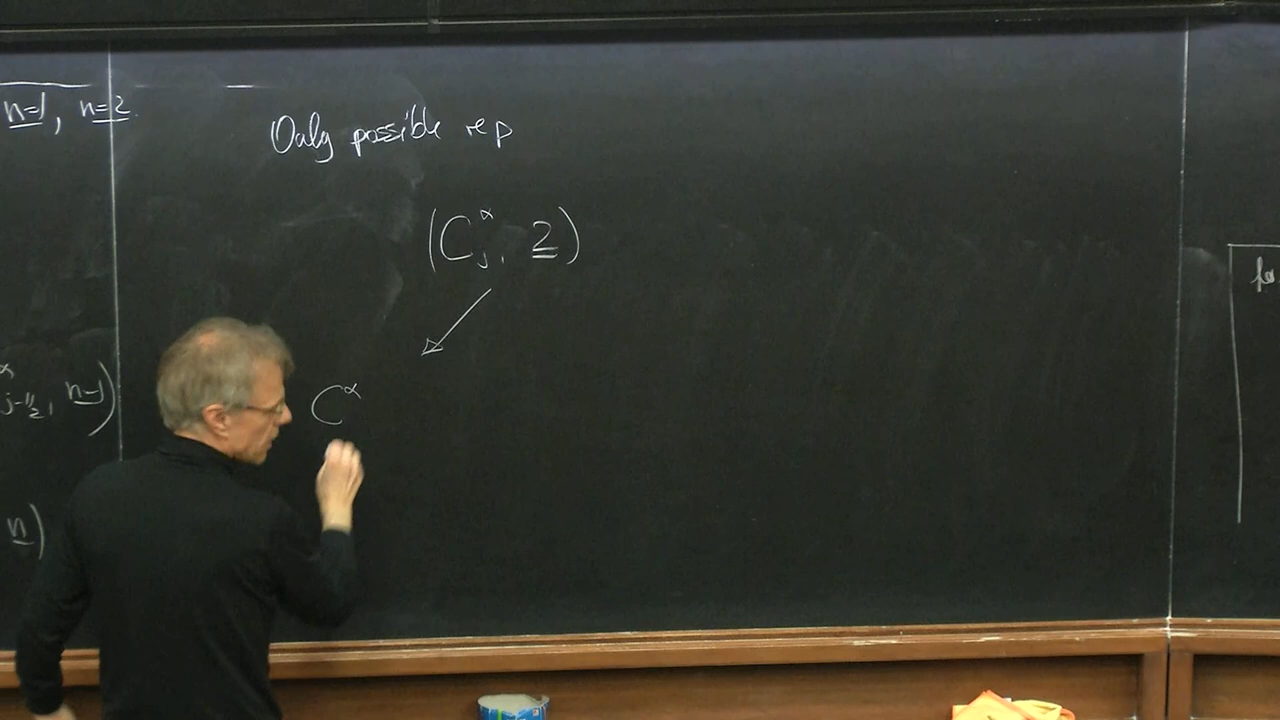 n=1, n=2.
Only possible rep
(C^α_j, 2)
C^α
j-1/2, n-1)
n)